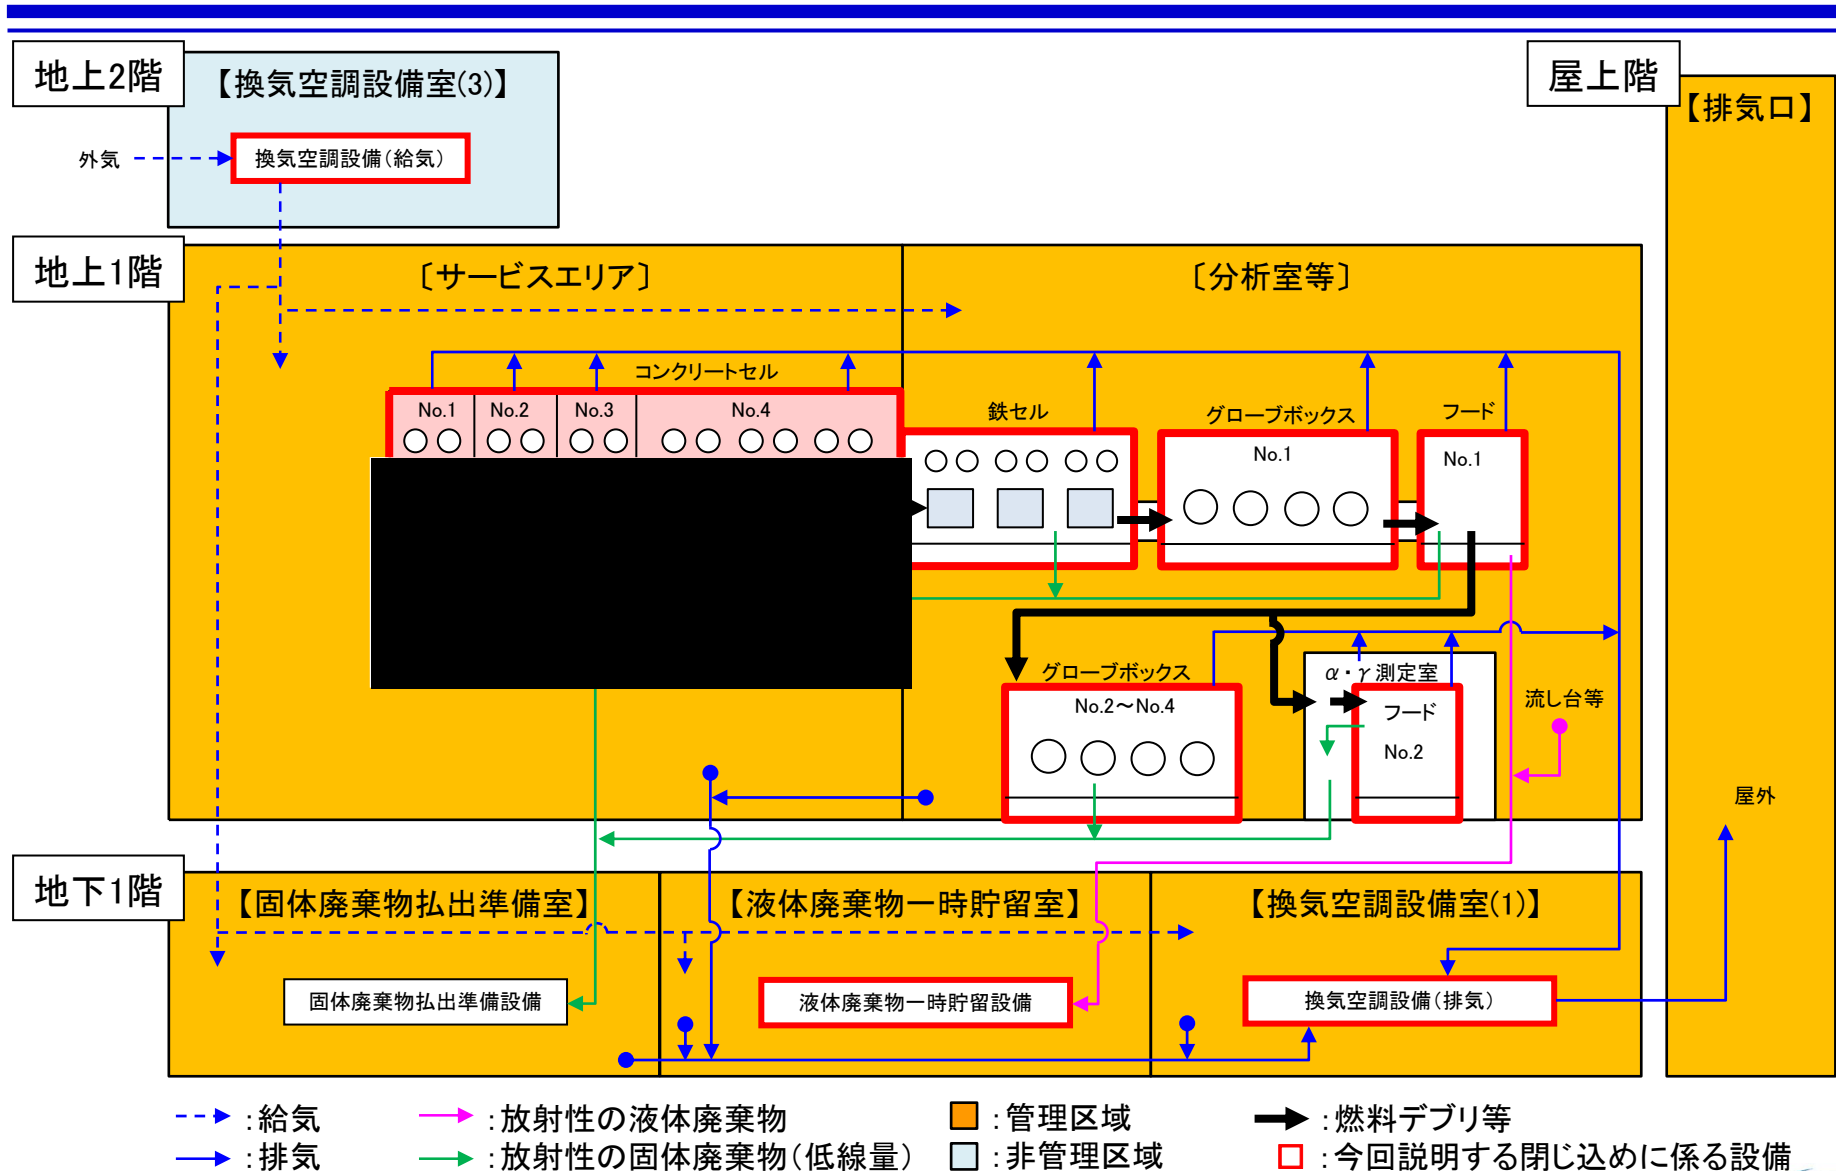 地上2階
【換気空調設備室(3)】
屋上階
【排気口】
外気
換気空調設備(給気)
地上1階
〔サービスエリア〕
〔分析室等〕
コンクリートセル
No.1
No.2
No.3
No.4
鉄セル
グローブボックス
No.1
フード
No.1
グローブボックス
No.2～No.4
α・γ測定室
フード
No.2
流し台等
屋外
地下1階
【固体廃棄物払出準備室】
【液体廃棄物一時貯留室】
【換気空調設備室(1)】
固体廃棄物払出準備設備
液体廃棄物一時貯留設備
換気空調設備(排気)
:給気
:放射性の液体廃棄物
:管理区域
:燃料デブリ等
:排気
:放射性の固体廃棄物(低線量)
:非管理区域
:今回説明する閉じ込めに係る設備